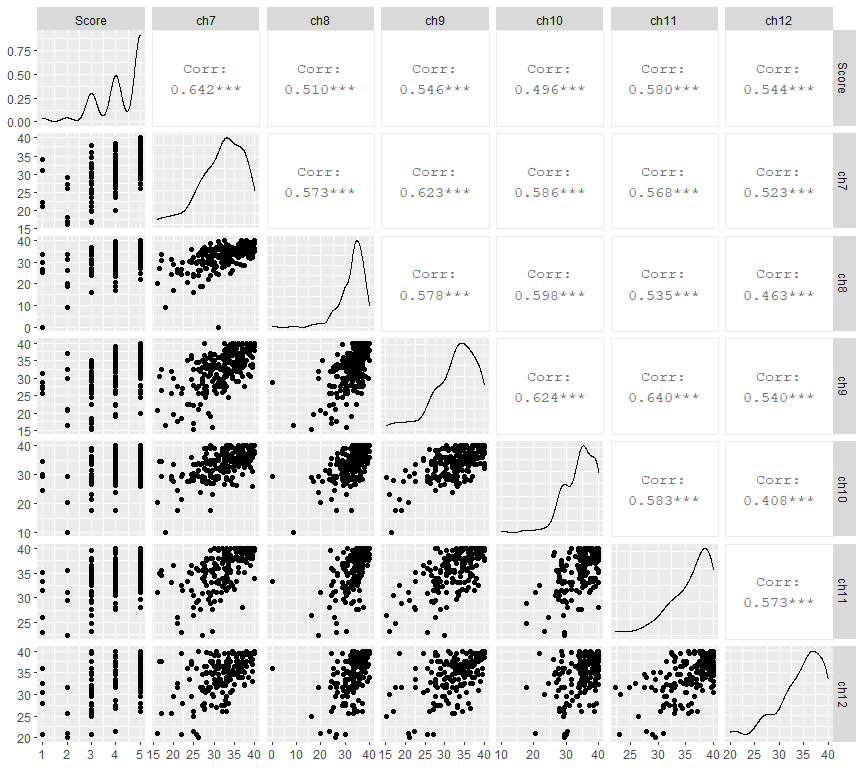 Score ch7 ch8 ch9 ch10 ch11 ch12
0.75
0.50
0.25
0.00
Corr:
0.642***
Corr:
0.510***
Corr:
0.546***
Corr:
0.496***
Corr:
0.580***
Corr:
0.544***
Score
40
35
30
25
20
15
Corr:
0.573***
Corr:
0.623***
Corr:
0.586***
Corr:
0.568***
Corr:
0.523***
ch7
40
30
20
10
0
Corr:
0.578***
Corr:
0.598***
Corr:
0.535***
Corr:
0.463***
ch8
40
35
30
25
20
15
Corr:
0.624***
Corr:
0.640***
Corr:
0.540***
ch9
40
30
20
10
Corr:
0.583***
Corr:
0.408***
ch10
40
35
30
25
Corr:
0.573***
ch11
40
35
30
25
20
ch12
1 2 3 4 5 15 20 25 30 35 40 0 10 20 30 40 15 20 25 30 35 40 10 20 30 40 25 30 35 40 20 25 30 35 40